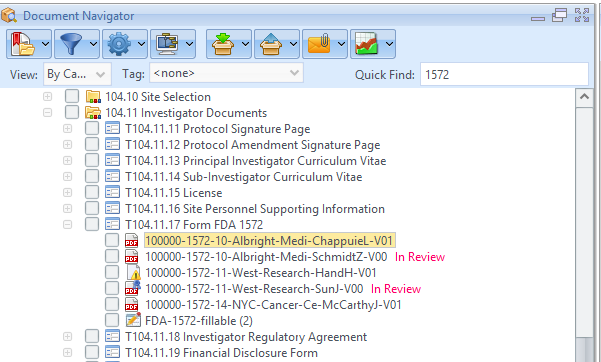 Document Navigator
View: By Ca... Tag: <none> Quick Find: 1572
104.10 Site Selection
104.11 Investigator Documents
T104.11.11 Protocol Signature Page
T104.11.12 Protocol Amendment Signature Page
T104.11.13 Principal Investigator Curriculum Vitae
T104.11.14 Sub-Investigator Curriculum Vitae
T104.11.15 License
T104.11.16 Site Personnel Supporting Information
T104.11.17 Form FDA 1572
100000-1572-10-Albright-Medi-ChappuieL-V01
100000-1572-10-Albright-Medi-SchmidtZ-V00 In Review
100000-1572-11-West-Research-HandH-V01
100000-1572-11-West-Research-SunJ-V00 In Review
100000-1572-14-NYC-Cancer-Ce-McCarthyJ-V01
FDA-1572-fillable (2)
T104.11.18 Investigator Regulatory Agreement
T104.11.19 Financial Disclosure Form